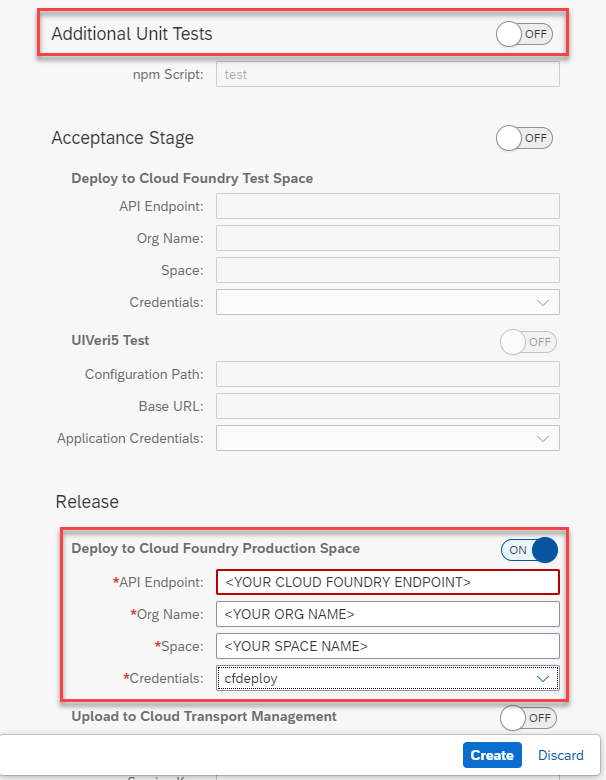 Additional Unit Tests OFF
npm Script: test
Acceptance Stage OFF
Deploy to Cloud Foundry Test Space
API Endpoint:
Org Name:
Space:
Credentials:
UIVeri5 Test OFF
Configuration Path:
Base URL:
Application Credentials:
Release
Deploy to Cloud Foundry Production Space ON
*API Endpoint: <YOUR CLOUD FOUNDRY ENDPOINT>
*Org Name: <YOUR ORG NAME>
*Space: <YOUR SPACE NAME>
*Credentials: cfdeploy
Upload to Cloud Transport Management OFF
Create Discard